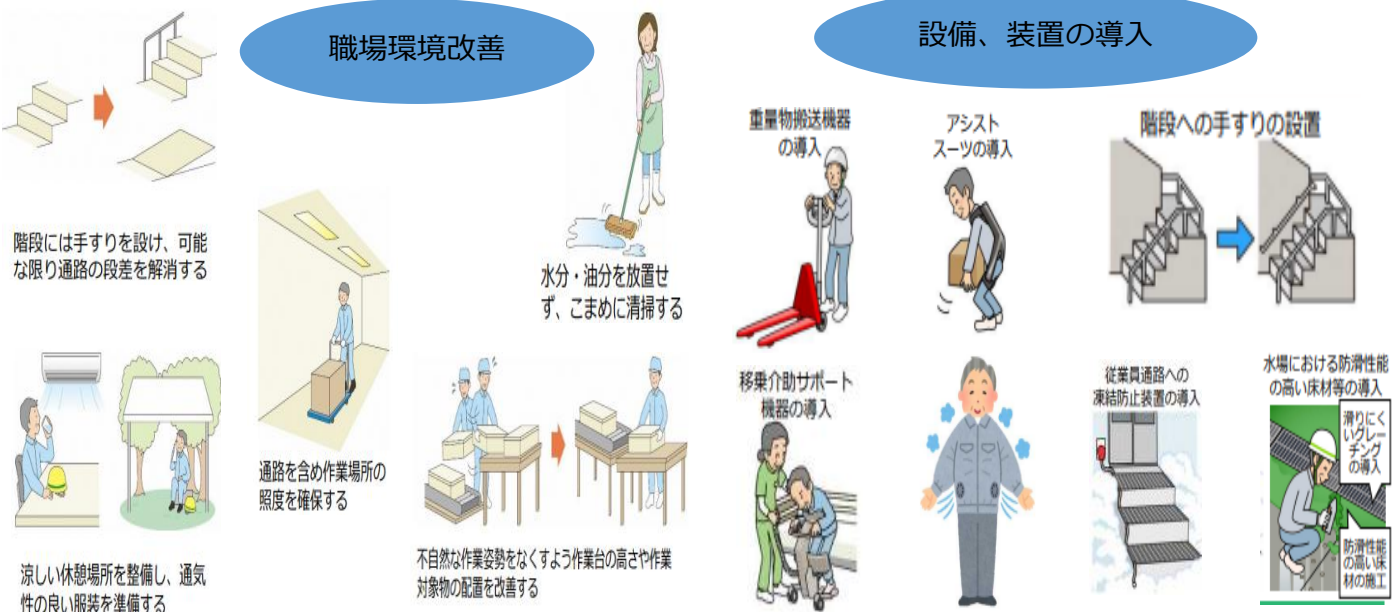 職場環境改善
階段には手すりを設け、可能
な限り通路の段差を解消する
水分・油分を放置せ
ず、こまめに清掃する
通路を含め作業場所の
照度を確保する
涼しい休憩場所を整備し、通気
性の良い服装を準備する
不自然な作業姿勢をなくすよう作業台の高さや作業
対象物の配置を改善する
設備、装置の導入
重量物搬送機器
の導入
アシスト
スーツの導入
階段への手すりの設置
移乗介助サポート
機器の導入
従業員通路への
凍結防止装置の導入
水場における防滑性能
の高い床材等の導入
滑りにく
いグレー
チング
の導入
防滑性能
の高い床
材の施工